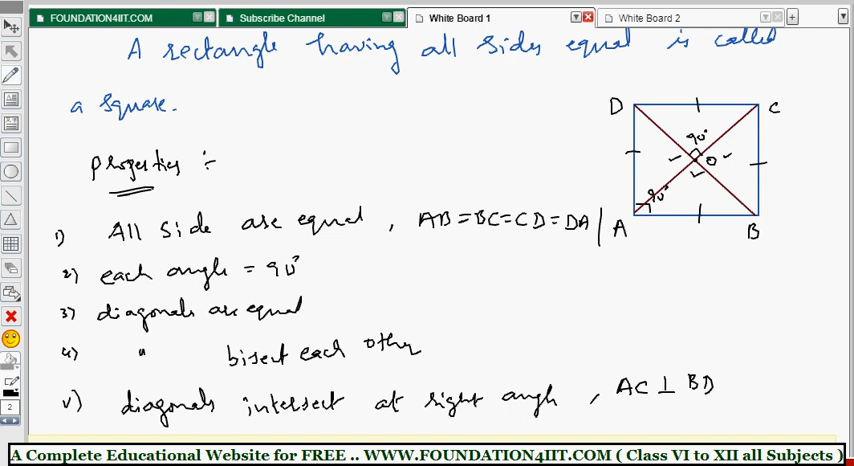 FOUNDATION4IIT.COM Subscribe Channel White Board 1 White Board 2
A rectangle having all sides equal is called
a square.
D C
90°
O
properties :-
90°
1) All side are equal, AB=BC=CD=DA | A B
2) each angle = 90°
3) diagonals are equal
4) " bisect each other
v) diagonals intersect at right angle, AC ⊥ BD
2
A Complete Educational Website for FREE .. WWW.FOUNDATION4IIT.COM ( Class VI to XII all Subjects )